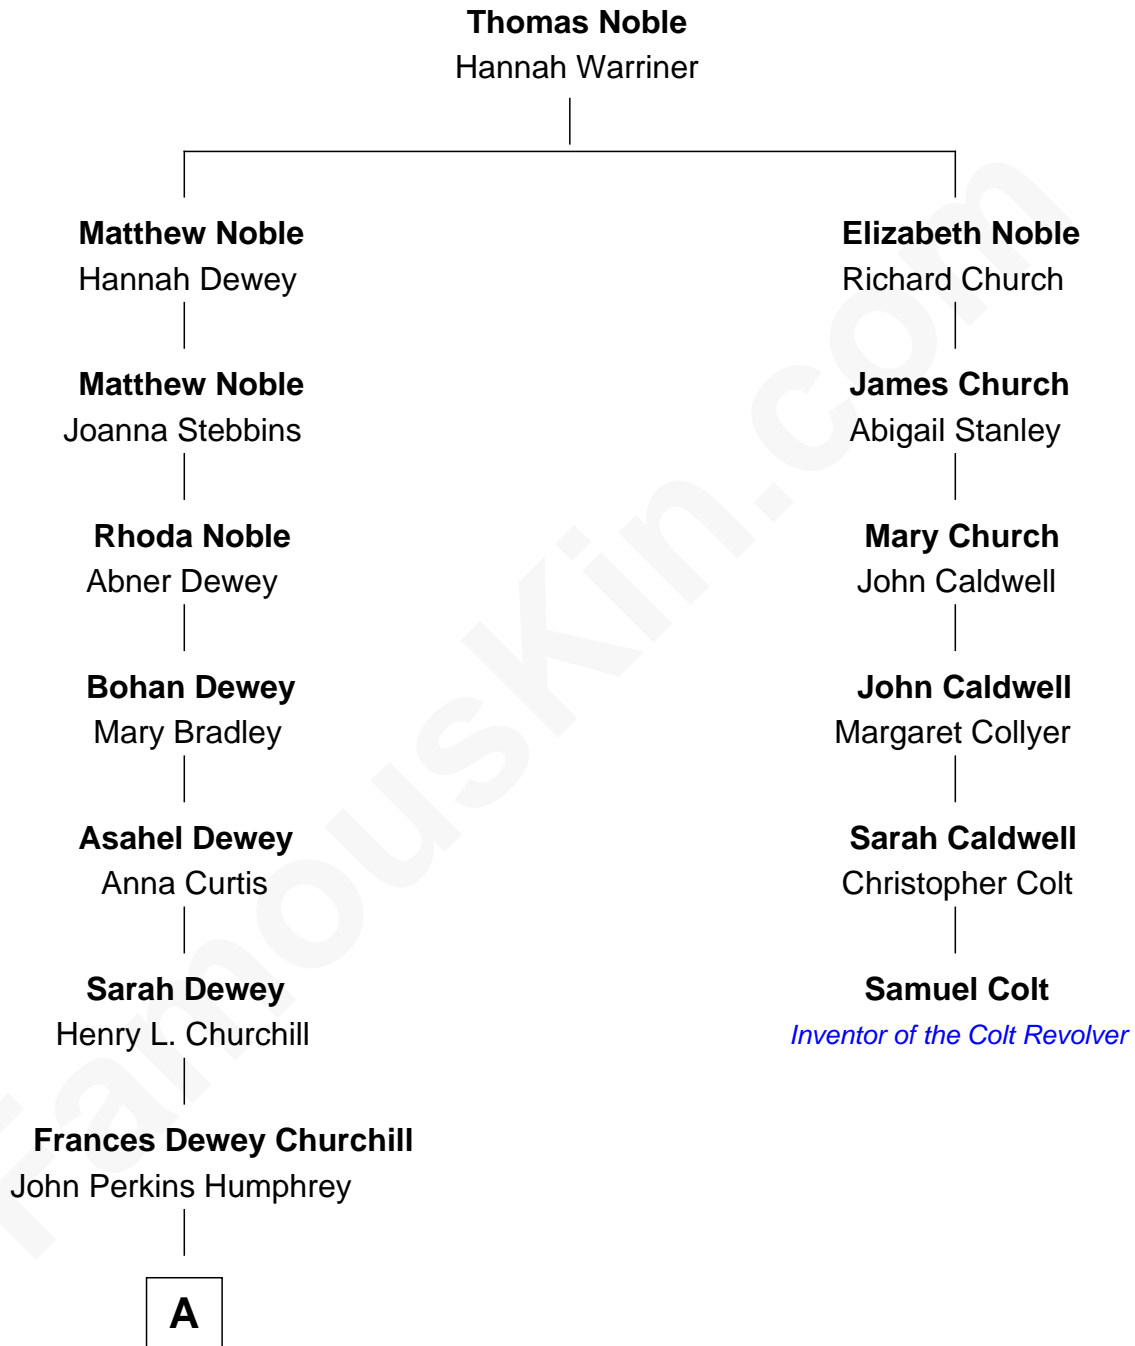 Thomas Noble
Hannah Warriner
Matthew Noble
Hannah Dewey
Elizabeth Noble
Richard Church
Matthew Noble
Joanna Stebbins
James Church
Abigail Stanley
Rhoda Noble
Abner Dewey
Mary Church
John Caldwell
Bohan Dewey
Mary Bradley
John Caldwell
Margaret Collyer
Asahel Dewey
Anna Curtis
Sarah Caldwell
Christopher Colt
Sarah Dewey
Henry L. Churchill
Samuel Colt
Inventor of the Colt Revolver
Frances Dewey Churchill
John Perkins Humphrey
A
FamousKin.com